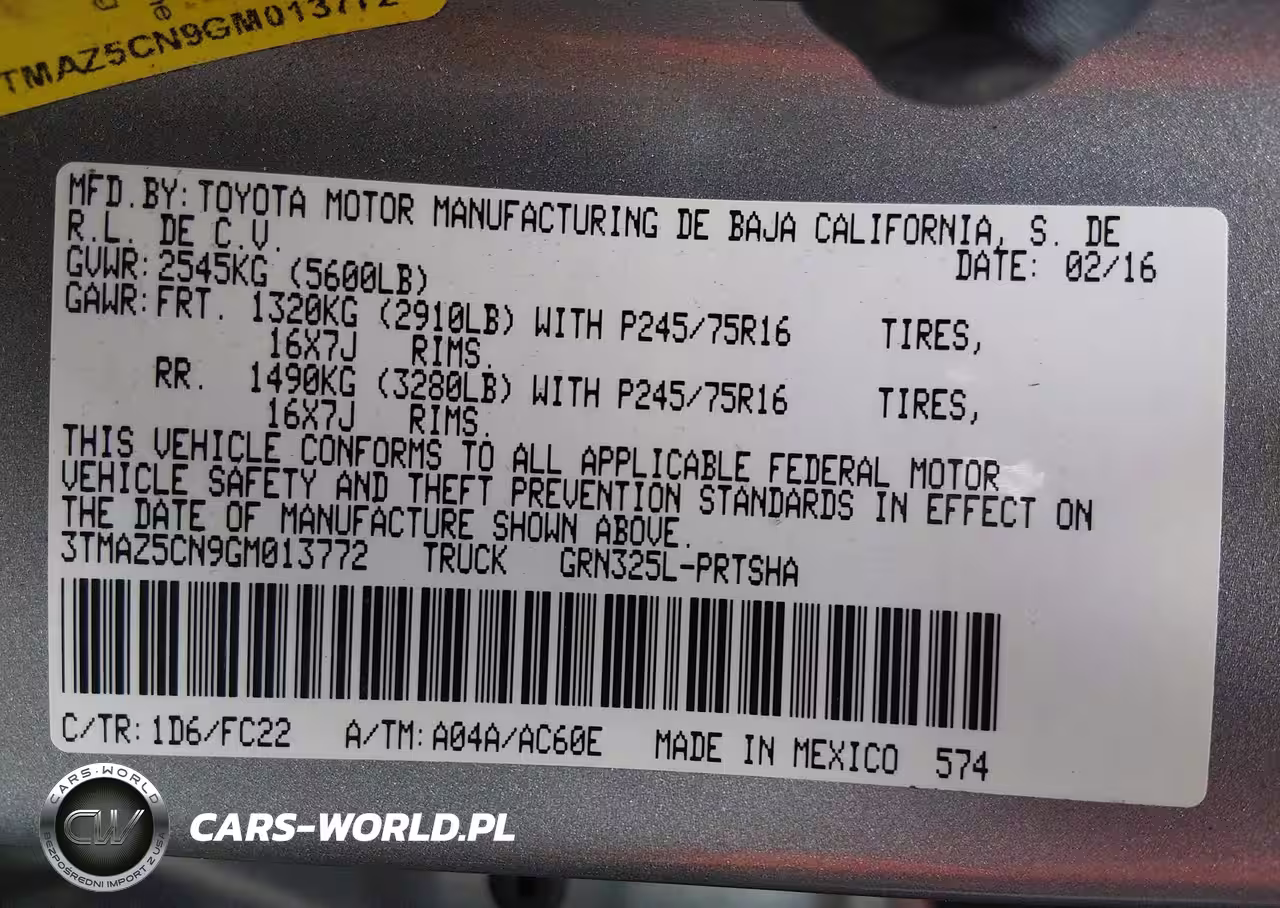 TMAZ5CN9GM013772
MFD.BY: TOYOTA MOTOR MANUFACTURING DE BAJA CALIFORNIA, S. DE
R.L. DE C.V.
DATE: 02/16
GVWR: 2545KG (5600LB)
GAWR: FRT. 1320KG (2910LB) WITH P245/75R16 TIRES,
16X7J RIMS.
RR. 1490KG (3280LB) WITH P245/75R16 TIRES,
16X7J RIMS.
THIS VEHICLE CONFORMS TO ALL APPLICABLE FEDERAL MOTOR
VEHICLE SAFETY AND THEFT PREVENTION STANDARDS IN EFFECT ON
THE DATE OF MANUFACTURE SHOWN ABOVE.
3TMAZ5CN9GM013772 TRUCK GRN325L-PRTSHA
C/TR: 1D6/FC22 A/TM: A04A/AC60E MADE IN MEXICO 574
CARS-WORLD
CW
BEZPOŚREDNI IMPORT Z USA
CARS-WORLD.PL